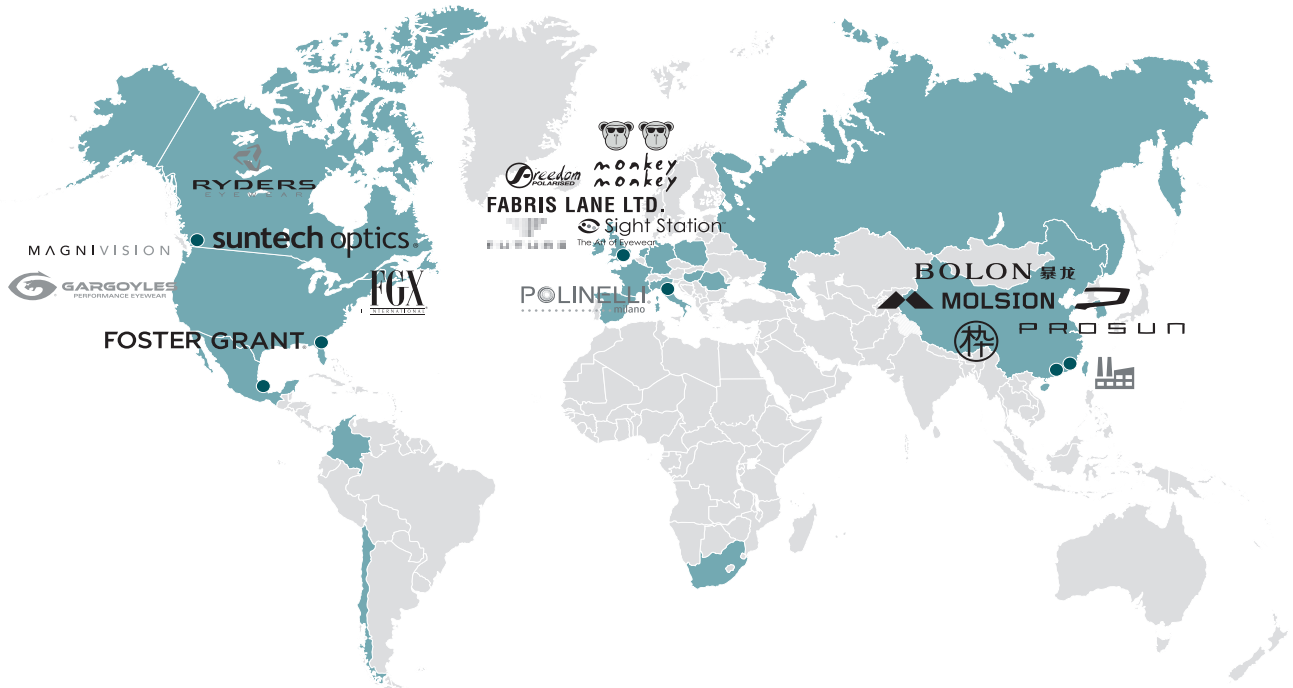 RYDERS
EYEWEAR
suntech optics
MAGNIVISION
GARGOYLES
PERFORMANCE EYEWEAR
FGX
INTERNATIONAL
FOSTER GRANT
monkey
monkey
Freedom
POLARISED
FABRIS LANE LTD.
Sight Station
The Art of Eyewear
POLINELLI
milano
BOLON 暴龙
MOLSION
PROSUN
枠